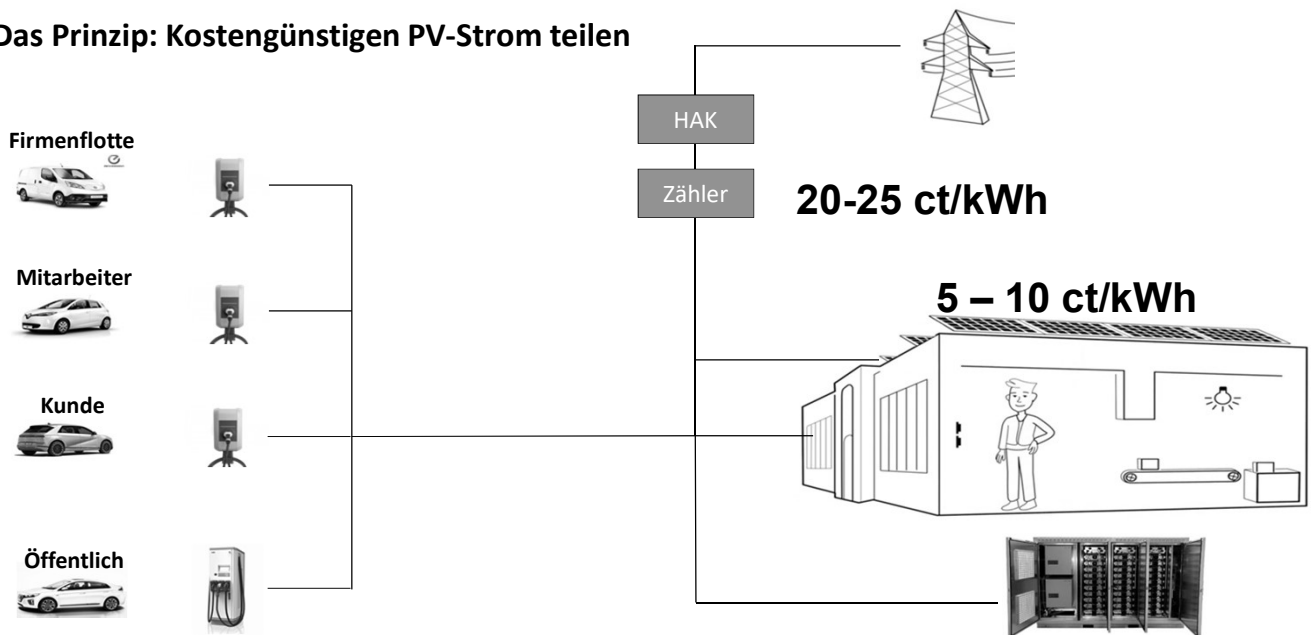 Das Prinzip: Kostengünstigen PV-Strom teilen
HAK
Firmenflotte
Zähler
20-25 ct/kWh
Mitarbeiter
5 – 10 ct/kWh
Kunde
Öffentlich